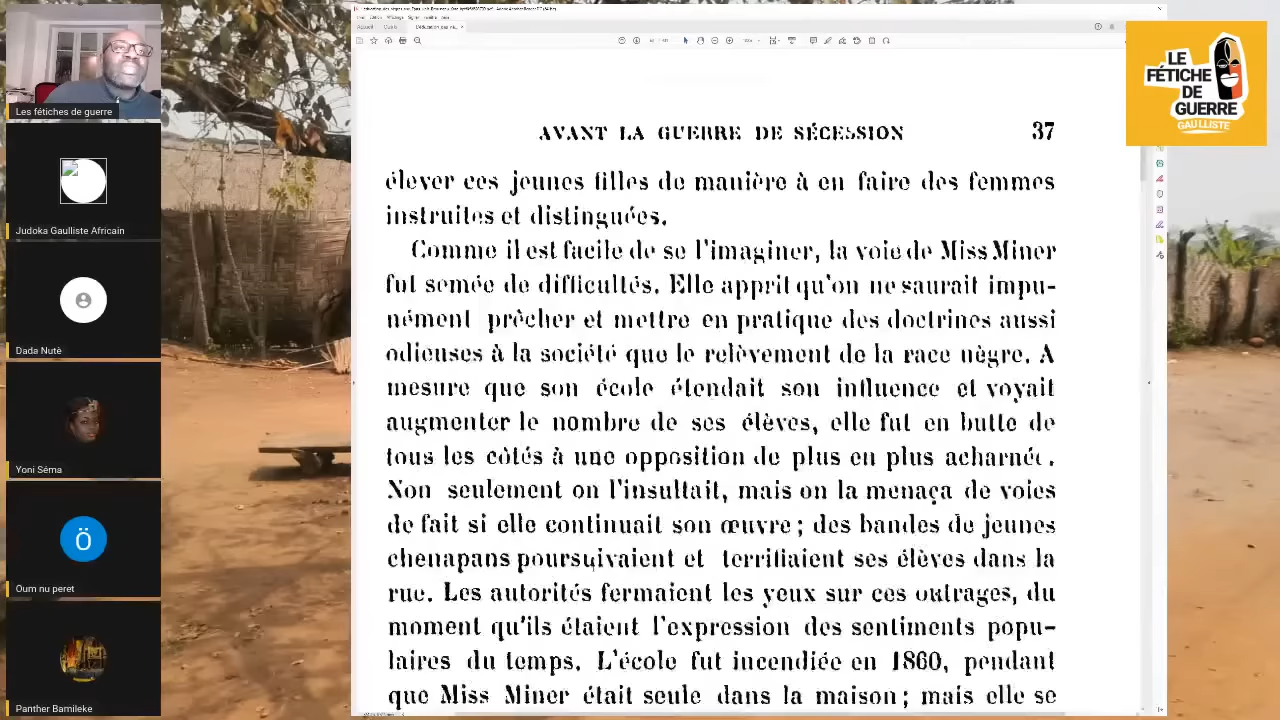 Accueil Outils
Les fétiches de guerre
Judoka Gaulliste Africain
Dada Nutè
Yoni Séma
Oum nu peret
Panther Bamileke
LE
FÉTICHE
DE
GUERRE
GAULLISTE
AVANT LA GUERRE DE SÉCESSION 37
élever ces jeunes filles de manière à en faire des femmes
instruites et distinguées.
Comme il est facile de se l'imaginer, la voie de Miss Miner
fut semée de difficultés. Elle apprit qu'on ne saurait impu-
nément prêcher et mettre en pratique des doctrines aussi
odieuses à la société que le relèvement de la race nègre. A
mesure que son école étendait son influence et voyait
augmenter le nombre de ses élèves, elle fut en butte de
tous les côtés à une opposition de plus en plus acharnée.
Non seulement on l'insultait, mais on la menaça de voies
de fait si elle continuait son œuvre ; des bandes de jeunes
chenapans poursuivaient et terrifiaient ses élèves dans la
rue. Les autorités fermaient les yeux sur ces outrages, du
moment qu'ils étaient l'expression des sentiments popu-
laires du temps. L'école fut incendiée en 1860, pendant
que Miss Miner était seule dans la maison ; mais elle se